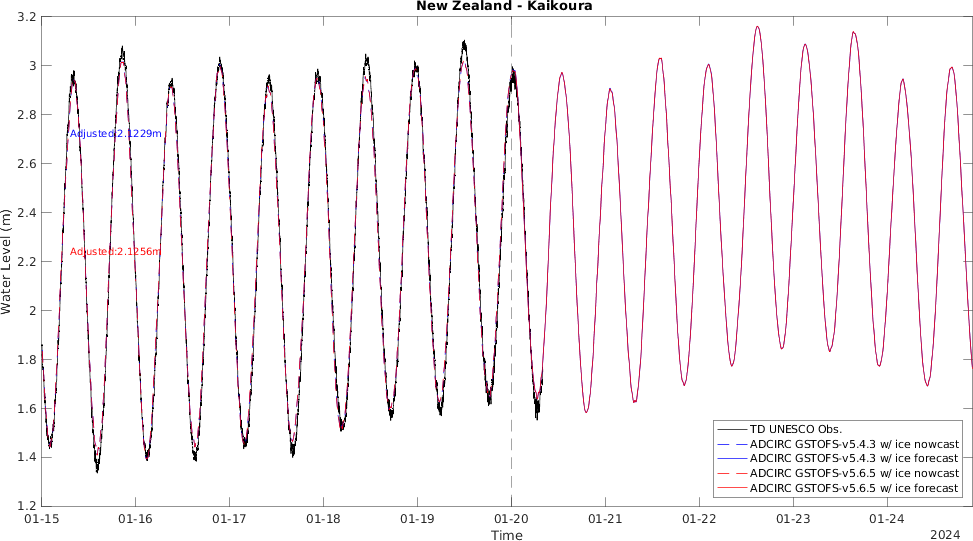 New Zealand - Kaikoura
3.2
3
2.8
2.6
2.4
2.2
2
1.8
1.6
1.4
1.2
Water Level (m)
Adjusted:2.1229m
Adjusted:2.1256m
TD UNESCO Obs.
ADCIRC GSTOFS-v5.4.3 w/ ice nowcast
ADCIRC GSTOFS-v5.4.3 w/ ice forecast
ADCIRC GSTOFS-v5.6.5 w/ ice nowcast
ADCIRC GSTOFS-v5.6.5 w/ ice forecast
01-15 01-16 01-17 01-18 01-19 01-20 01-21 01-22 01-23 01-24
Time
2024